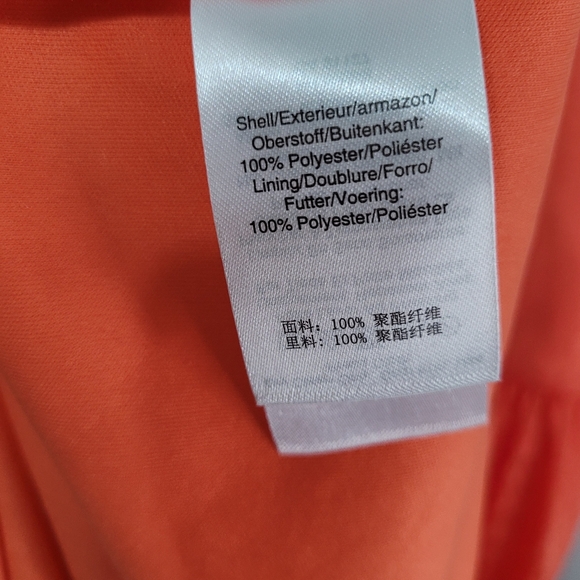 Shell/Exterieur/armazon/
Oberstoff/Buitenkant:
100% Polyester/Poliéster
Lining/Doublure/Forro/
Futter/Voering:
100% Polyester/Poliéster
面料: 100% 聚酯纤维
里料: 100% 聚酯纤维